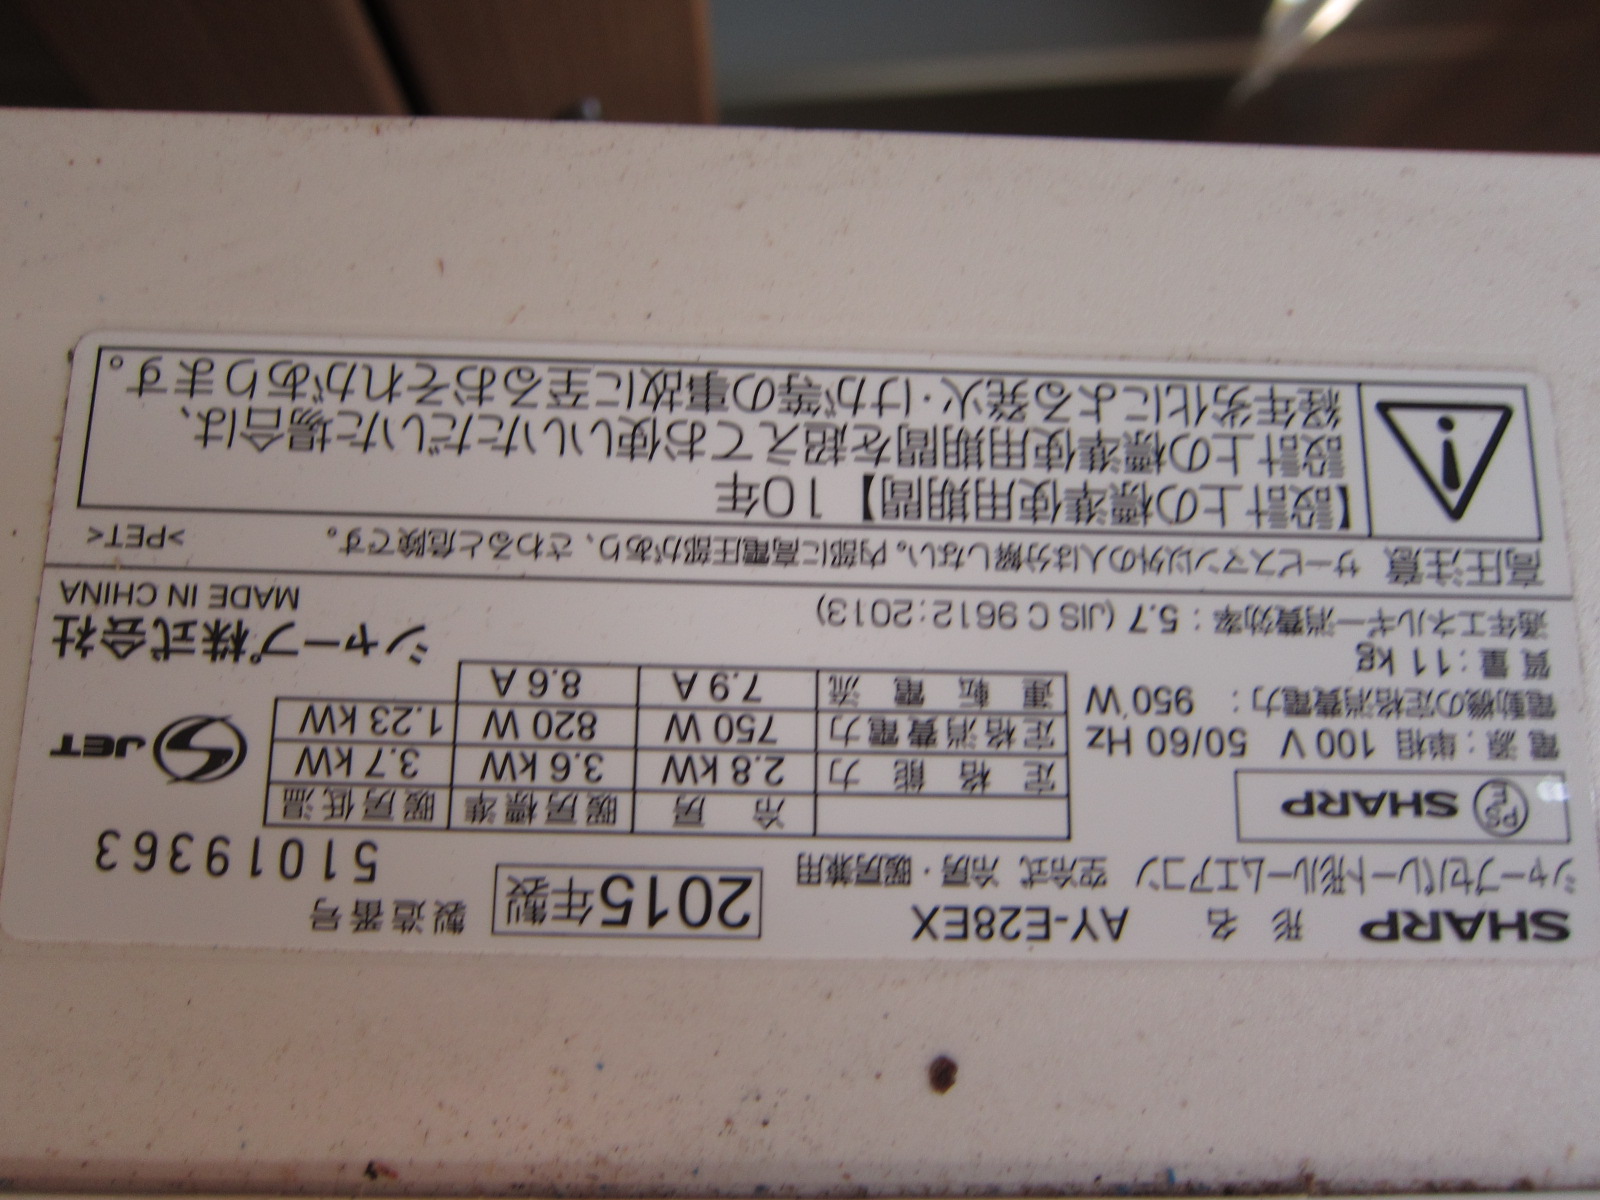 SHARP 形名 AY-E28EX 2015年製 製造番号
シャープセパレート形ルームエアコン 空冷式 冷房・暖房兼用 51019363
PSE SHARP
冷房 暖房標準 暖房低温
定格能力 2.8 kW 3.6 kW 3.7 kW
定格消費電力 750 W 820 W 1.23 kW
運転電流 7.9 A 8.6 A
電源：単相 100 V 50/60 Hz
電動機の定格消費電力： 950 W
質量：11 kg
通年エネルギー消費効率：5.7 (JIS C 9612:2013)
JET
シャープ株式会社
MADE IN CHINA
高圧注意 サービスマン以外の人は分解しない。内部に高電圧部があり、さわると危険です。 >PET<
【設計上の標準使用期間】10年
設計上の標準使用期間を超えてお使いいただいた場合は、
経年劣化による発火・けが等の事故に至るおそれがあります。